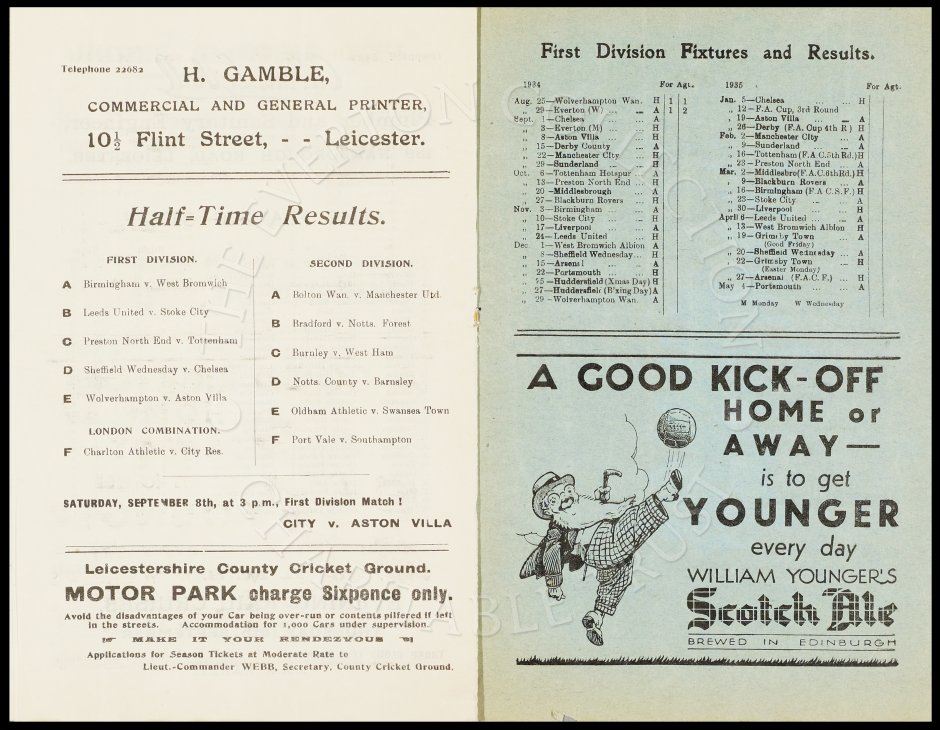 Telephone 22682
H. GAMBLE,
COMMERCIAL AND GENERAL PRINTER,
10½ Flint Street, - - Leicester.
Half=Time Results.
FIRST DIVISION.
A Birmingham v. West Bromwich
B Leeds United v. Stoke City
C Preston North End v. Tottenham
D Sheffield Wednesday v. Chelsea
E Wolverhampton v. Aston Villa
LONDON COMBINATION.
F Charlton Athletic v. City Res.
SECOND DIVISION.
A Bolton Wan. v. Manchester Utd.
B Bradford v. Notts. Forest
C Burnley v. West Ham
D Notts. County v. Barnsley
E Oldham Athletic v. Swansea Town
F Port Vale v. Southampton
SATURDAY, SEPTEMBER 8th, at 3 p.m., First Division Match!
CITY v. ASTON VILLA
Leicestershire County Cricket Ground.
MOTOR PARK charge Sixpence only.
Avoid the disadvantages of your Car being over-run or contents pilfered if left
in the streets. Accommodation for 1,000 Cars under supervision.
MAKE IT YOUR RENDEZVOUS
Applications for Season Tickets at Moderate Rate to
Lieut.-Commander WEBB, Secretary, County Cricket Ground.
First Division Fixtures and Results.
1934 For Agt.
Aug. 25—Wolverhampton Wan. H 1 1
„ 29—Everton (W) ... ... A 1 2
Sept. 1—Chelsea ... ... A
„ 3—Everton (M) ... ... H
„ 8—Aston Villa ... H
„ 15—Derby County ... A
„ 22—Manchester City ... H
„ 29—Sunderland ... ... H
Oct. 6—Tottenham Hotspur ... A
„ 13—Preston North End ... H
„ 20—Middlesbrough ... A
„ 27—Blackburn Rovers ... H
Nov. 3—Birmingham ... ... A
„ 10—Stoke City ... ... H
„ 17—Liverpool ... ... A
„ 24—Leeds United ... H
Dec. 1—West Bromwich Albion A
„ 8—Sheffield Wednesday... H
„ 15—Arsenal ... ... A
„ 22—Portsmouth ... ... H
„ 25—Huddersfield (Xmas Day) H
„ 27—Huddersfield (B'xing Day) A
„ 29—Wolverhampton Wan. A
1935 For Agt.
Jan. 5—Chelsea ... ... H
„ 12—F.A. Cup, 3rd Round
„ 19—Aston Villa ... A
„ 26—Derby (F.A. Cup 4th R) H
Feb. 2—Manchester City A
„ 9—Sunderland ... ... A
„ 16—Tottenham (F.A.C. 5th Rd.) H
„ 23—Preston North End A
Mar. 2—Middlesbro (F.A.C. 6th Rd.) H
„ 9—Blackburn Rovers ... A
„ 16—Birmingham (F.A.C S.F.) H
„ 23—Stoke City ... A
„ 30—Liverpool ... H
April 6—Leeds United ... A
„ 13—West Bromwich Albion H
„ 19—Grimsby Town ... A
(Good Friday)
„ 20—Sheffield Wednesday ... A
„ 22—Grimsby Town ... H
(Easter Monday)
„ 27—Arsenal (F.A.C. F.) ... H
May 4—Portsmouth ... ... A
M Monday W Wednesday
A GOOD KICK-OFF
HOME or
AWAY—
is to get
YOUNGER
every day
WILLIAM YOUNGER'S
Scotch Ale
BREWED IN EDINBURGH